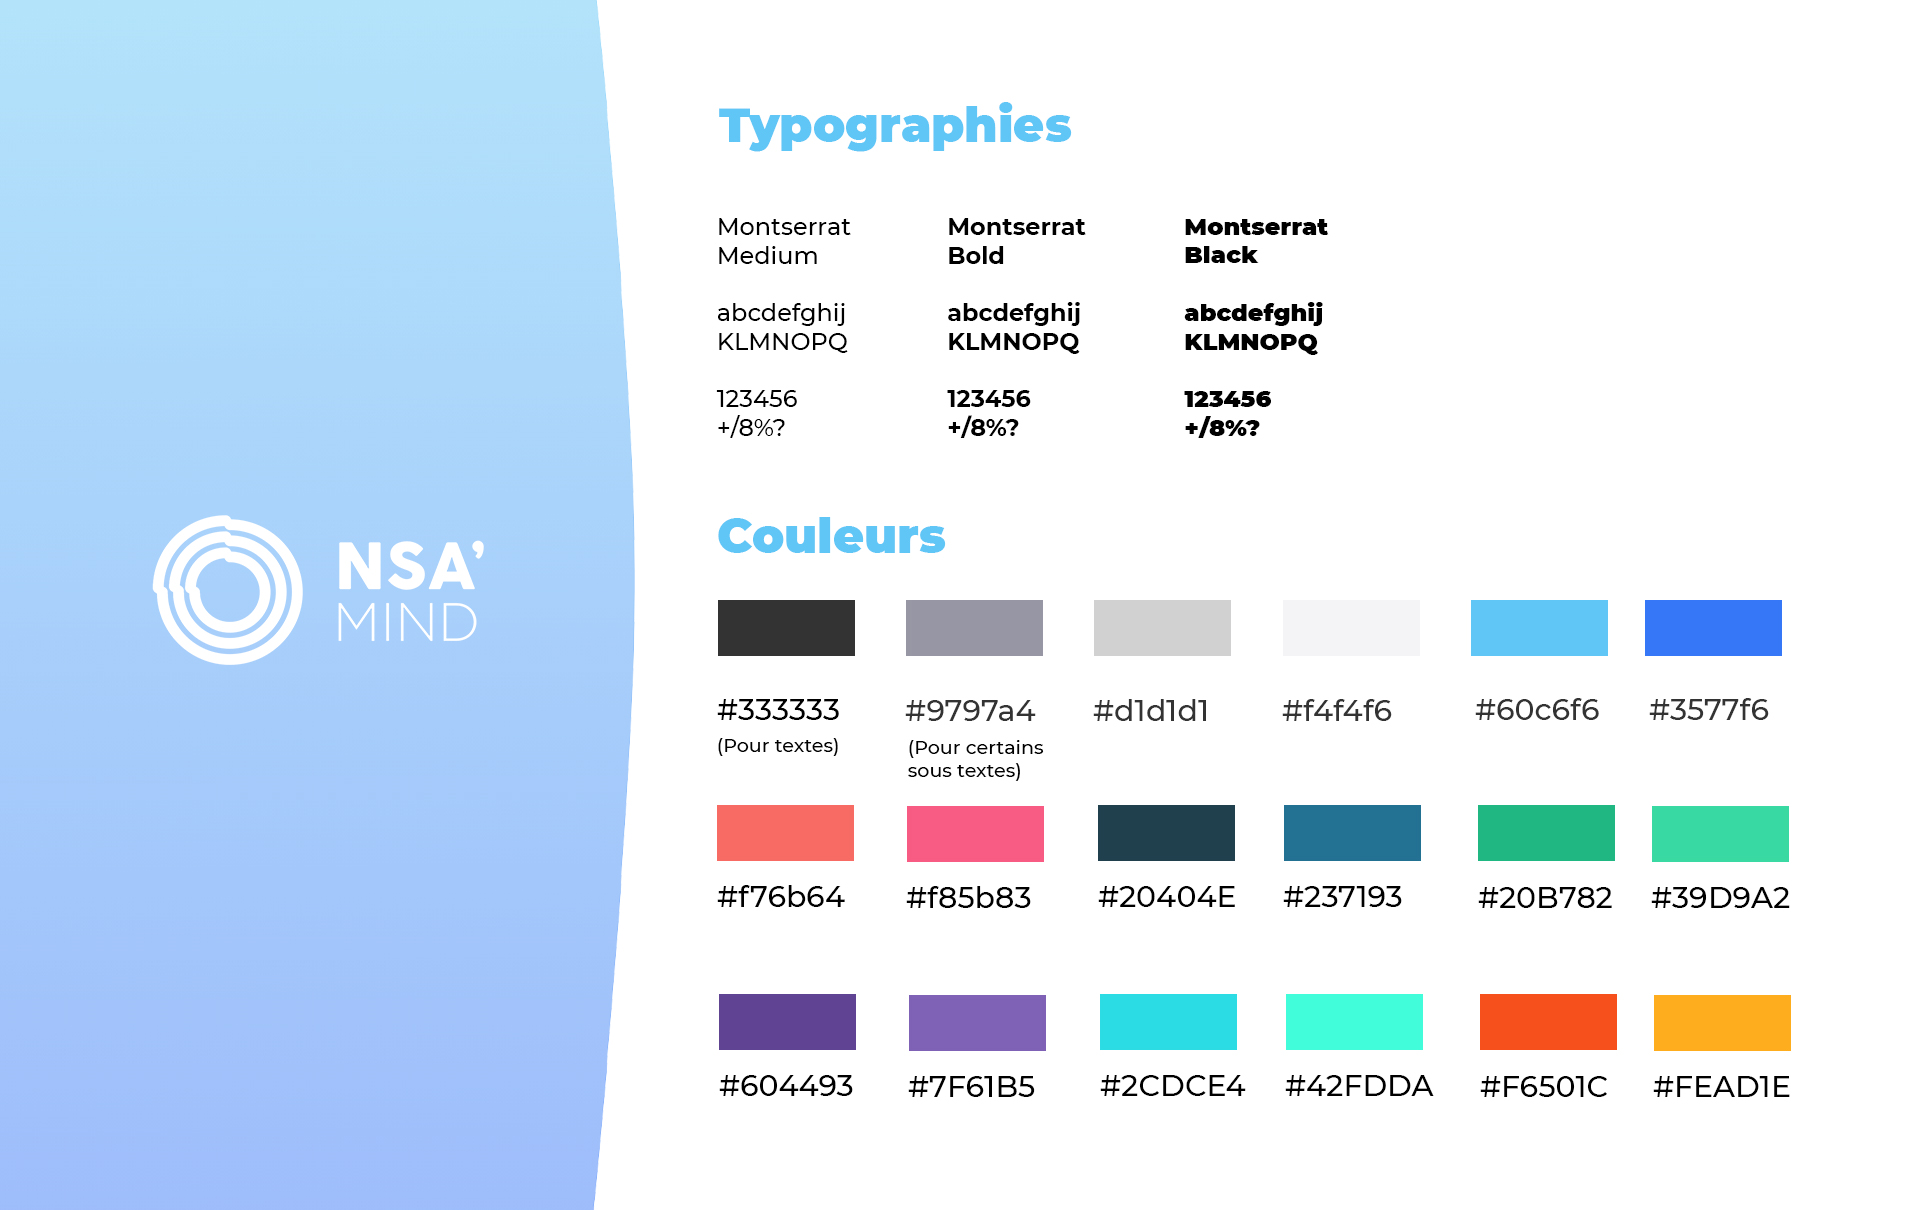 NSA'
MIND
Typographies
Montserrat
Medium
abcdefghij
KLMNOPQ
123456
+/8%?
Montserrat
Bold
abcdefghij
KLMNOPQ
123456
+/8%?
Montserrat
Black
abcdefghij
KLMNOPQ
123456
+/8%?
Couleurs
#333333
(Pour textes)
#9797a4
(Pour certains
sous textes)
#d1d1d1
#f4f4f6
#60c6f6
#3577f6
#f76b64
#f85b83
#20404E
#237193
#20B782
#39D9A2
#604493
#7F61B5
#2CDCE4
#42FDDA
#F6501C
#FEAD1E